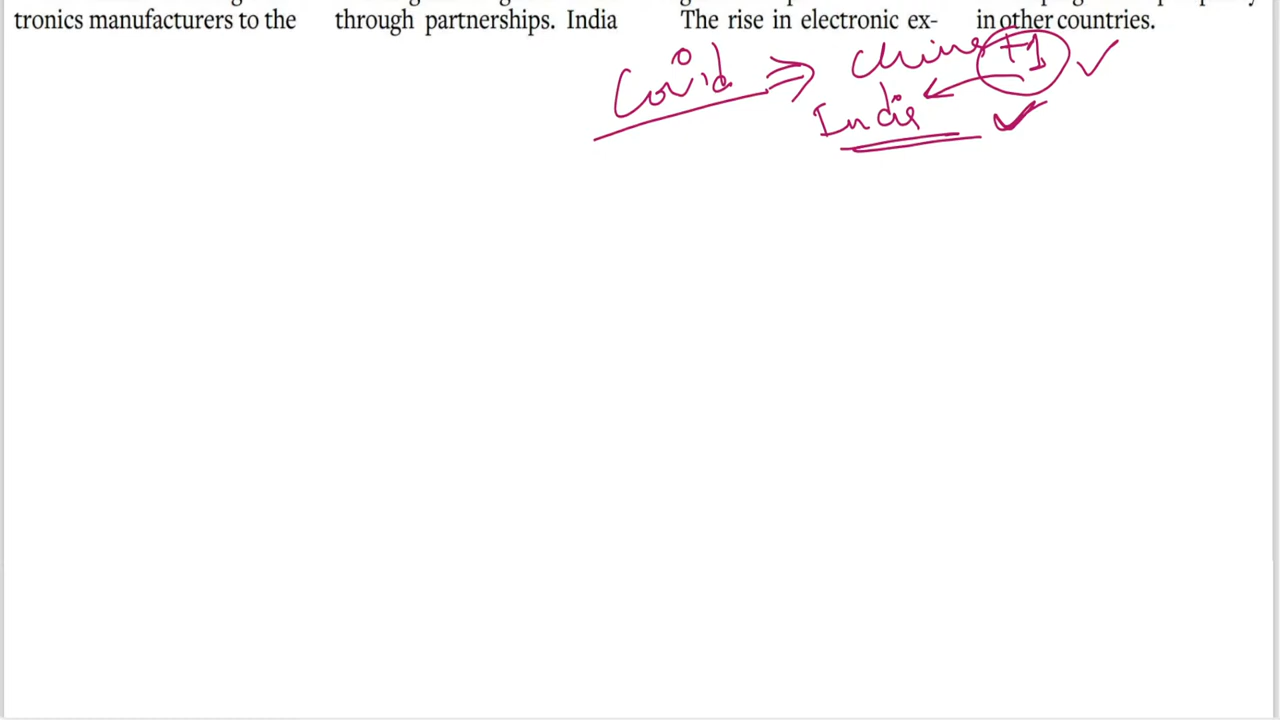 tronics manufacturers to the
through partnerships. India
The rise in electronic ex-
in other countries.
Covid ⇒ China +1 ✓
India ✓